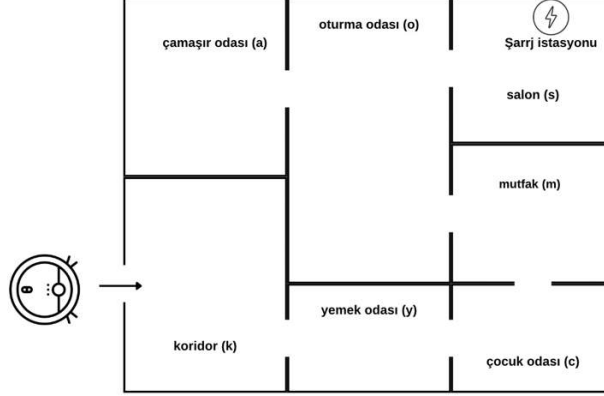 oturma odası (o)
çamaşır odası (a)
Şarrj istasyonu
salon (s)
mutfak (m)
yemek odası (y)
koridor (k)
çocuk odası (c)